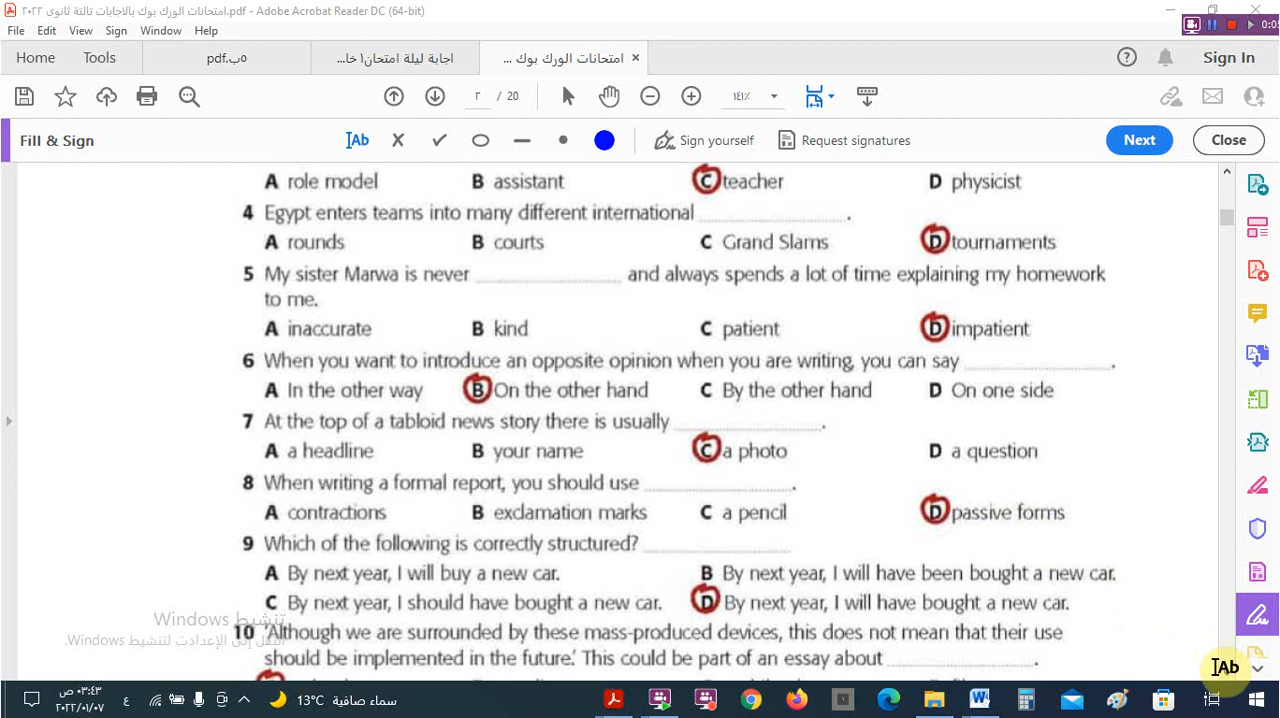 امتحانات الورك بوك بالاجابات تالتة ثانوى ٢٠٢٢.pdf - Adobe Acrobat Reader DC (64-bit)
File Edit View Sign Window Help
0:05
Home Tools ٥ب.pdf اجابة ليلة امتحان١ خا... امتحانات الورك بوك ... × Sign In
٢ / 20 ١٤١٪
Fill & Sign Ab Sign yourself Request signatures Next Close
A role model B assistant C teacher D physicist
4 Egypt enters teams into many different international ............ .
A rounds B courts C Grand Slams D tournaments
5 My sister Marwa is never ............ and always spends a lot of time explaining my homework
to me.
A inaccurate B kind C patient D impatient
6 When you want to introduce an opposite opinion when you are writing, you can say ............ .
A In the other way B On the other hand C By the other hand D On one side
7 At the top of a tabloid news story there is usually ............ .
A a headline B your name C a photo D a question
8 When writing a formal report, you should use ............ .
A contractions B exclamation marks C a pencil D passive forms
9 Which of the following is correctly structured? ............
A By next year, I will buy a new car. B By next year, I will have been bought a new car.
C By next year, I should have bought a new car. D By next year, I will have bought a new car.
تنشيط Windows
10 'Although we are surrounded by these mass-produced devices, this does not mean that their use
انتقل إلى الإعدادت لتنشيط Windows.
should be implemented in the future.' This could be part of an essay about ............ .
Ab
٠٣:٤٣ ص ع 13°C سماء صافية
٢٠٢٢/٠١/٠٧